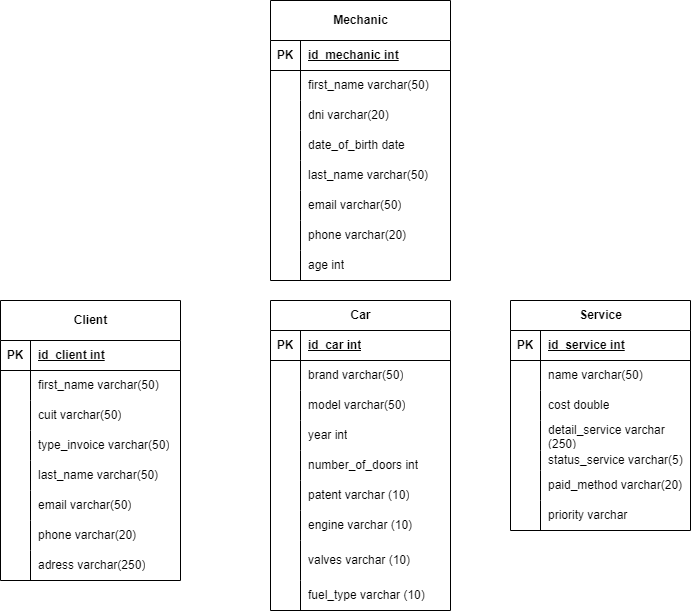 Mechanic
PK id_mechanic int
first_name varchar(50)
dni varchar(20)
date_of_birth date
last_name varchar(50)
email varchar(50)
phone varchar(20)
age int
Client
PK id_client int
first_name varchar(50)
cuit varchar(50)
type_invoice varchar(50)
last_name varchar(50)
email varchar(50)
phone varchar(20)
adress varchar(250)
Car
PK id_car int
brand varchar(50)
model varchar(50)
year int
number_of_doors int
patent varchar (10)
engine varchar (10)
valves varchar (10)
fuel_type varchar (10)
Service
PK id_service int
name varchar(50)
cost double
detail_service varchar
(250)
status_service varchar(5)
paid_method varchar(20)
priority varchar